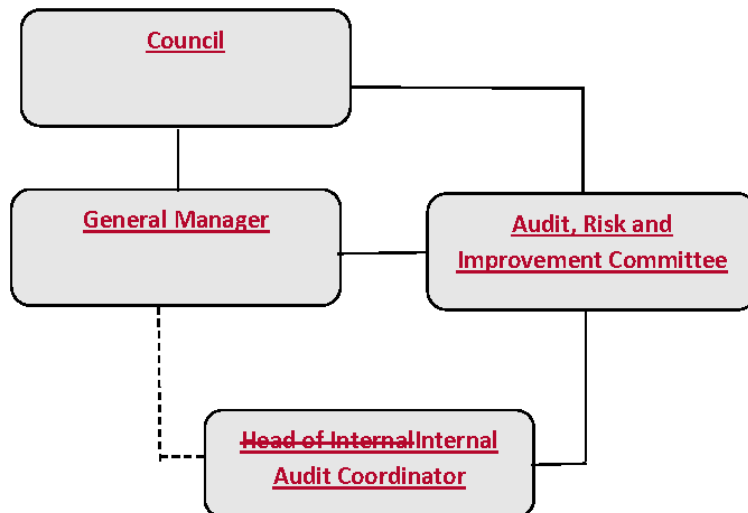 Council
General Manager
Audit, Risk and
Improvement Committee
Head of InternalInternal
Audit Coordinator